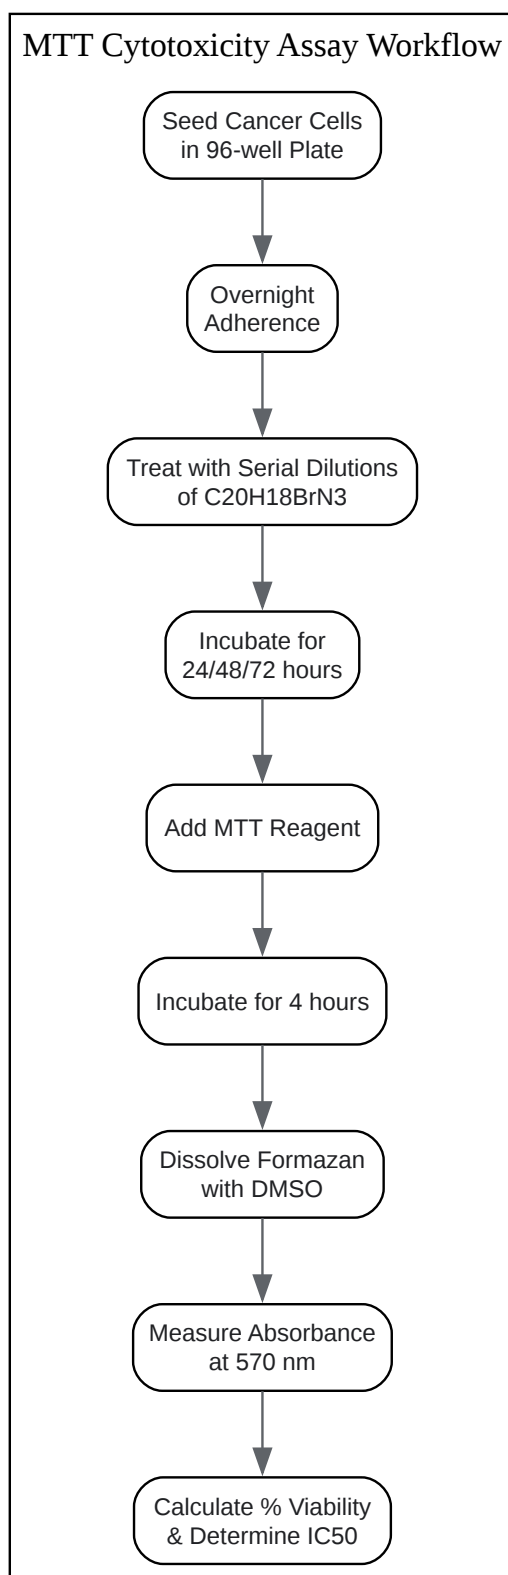 MTT Cytotoxicity Assay Workflow
Seed Cancer Cells
in 96-well Plate
Overnight
Adherence
Treat with Serial Dilutions
of C20H18BrN3
Incubate for
24/48/72 hours
Add MTT Reagent
Incubate for 4 hours
Dissolve Formazan
with DMSO
Measure Absorbance
at 570 nm
Calculate % Viability
& Determine IC50